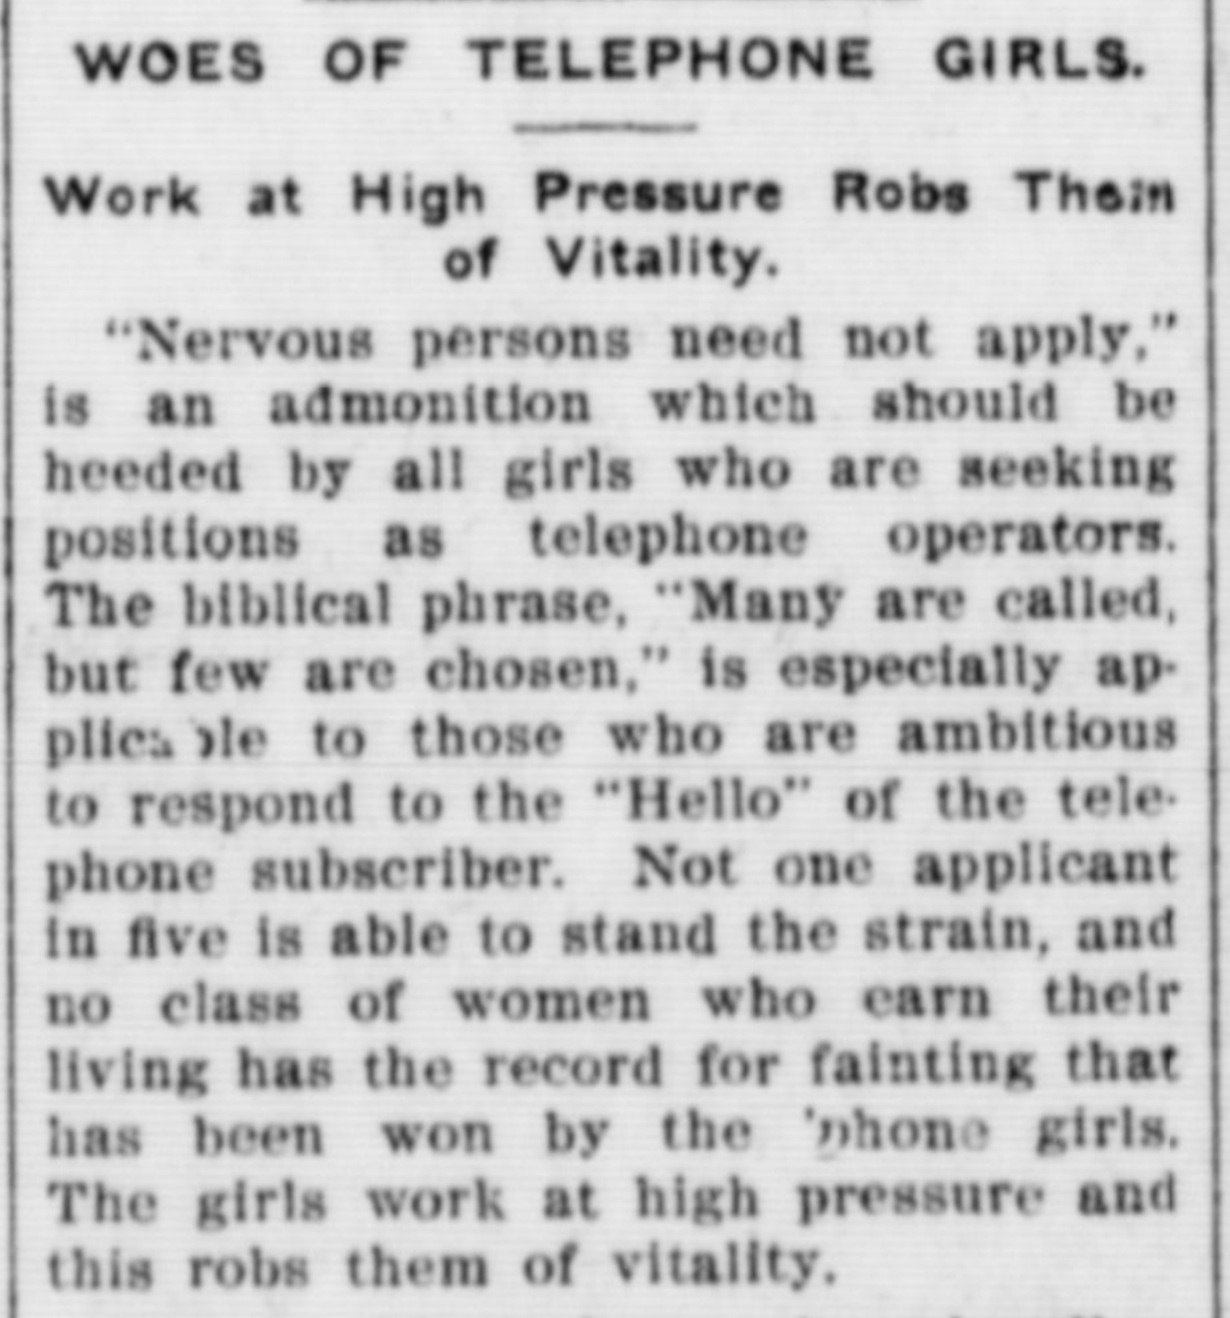 WOES OF TELEPHONE GIRLS.
Work at High Pressure Robs Them
of Vitality.
"Nervous persons need not apply,"
is an admonition which should be
heeded by all girls who are seeking
positions as telephone operators.
The biblical phrase, "Many are called,
but few are chosen," is especially ap-
plicable to those who are ambitious
to respond to the "Hello" of the tele-
phone subscriber. Not one applicant
in five is able to stand the strain, and
no class of women who earn their
living has the record for fainting that
has been won by the 'phone girls.
The girls work at high pressure and
this robs them of vitality.